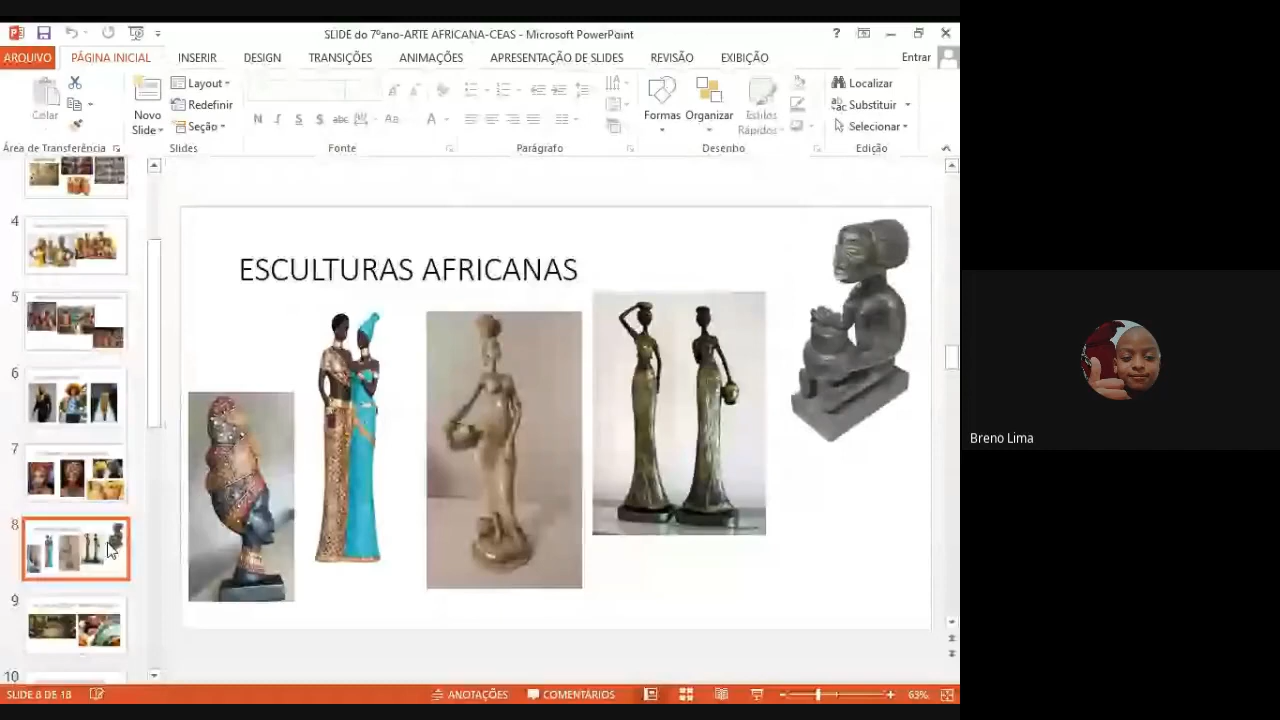 SLIDE do 7ºano-ARTE AFRICANA-CEAS - Microsoft PowerPoint
?
ARQUIVO PÁGINA INICIAL INSERIR DESIGN TRANSIÇÕES ANIMAÇÕES APRESENTAÇÃO DE SLIDES REVISÃO EXIBIÇÃO Entrar
Colar
Novo Slide
Layout
Redefinir
Seção
N I S S abc AV Aa A
Formas
Organizar
Estilos Rápidos
Localizar
Substituir
Selecionar
Área de Transferência Slides Fonte Parágrafo Desenho Edição
4
5
6
7
8
9
10
ESCULTURAS AFRICANAS
Breno Lima
SLIDE 8 DE 18 ANOTAÇÕES COMENTÁRIOS 63%